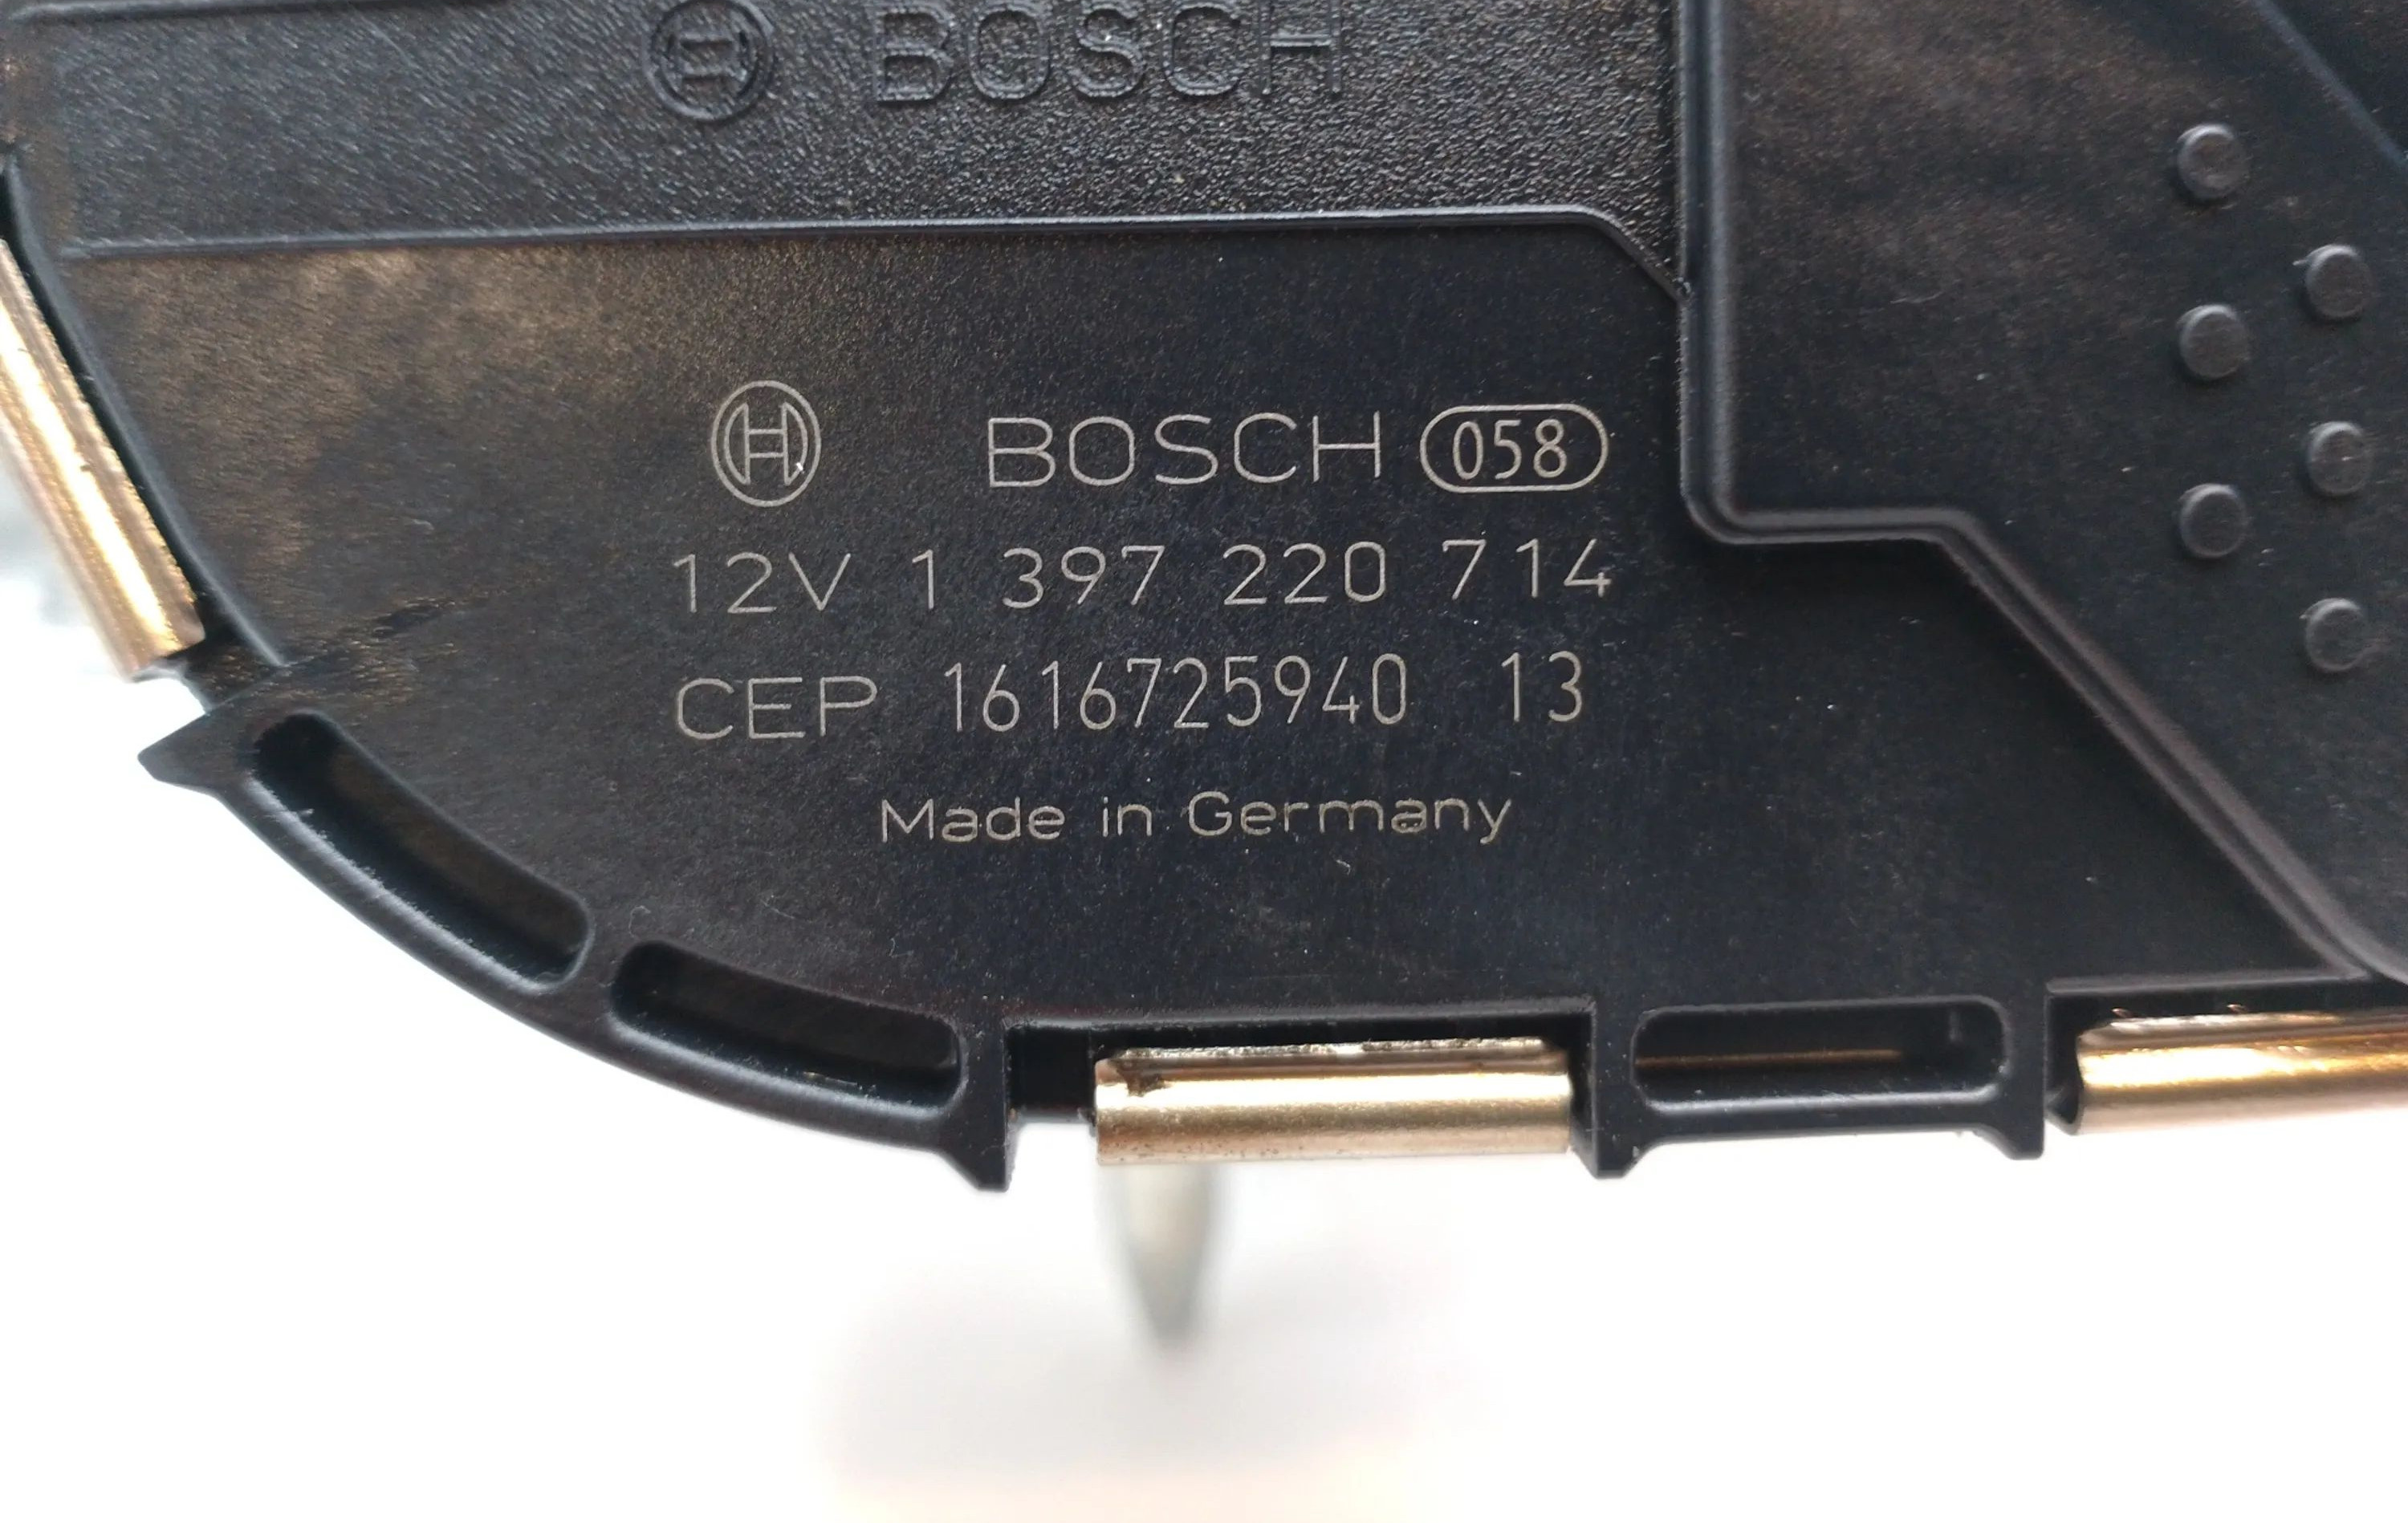 BOSCH
BOSCH 058
12V 1 397 220 714
CEP 1616725940 13
Made in Germany